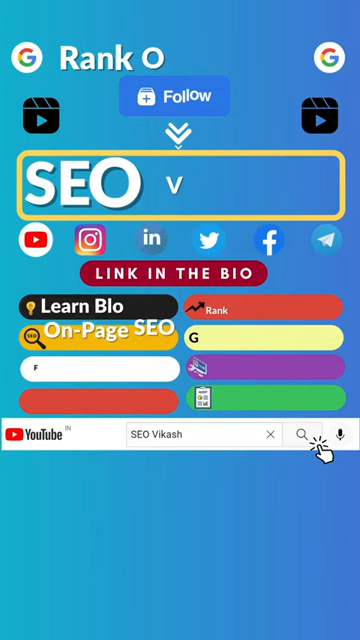 Rank O
Follow
SEO V
LINK IN THE BIO
Learn Blo
Rank
On-Page SEO
G
F
YouTube IN
SEO Vikash